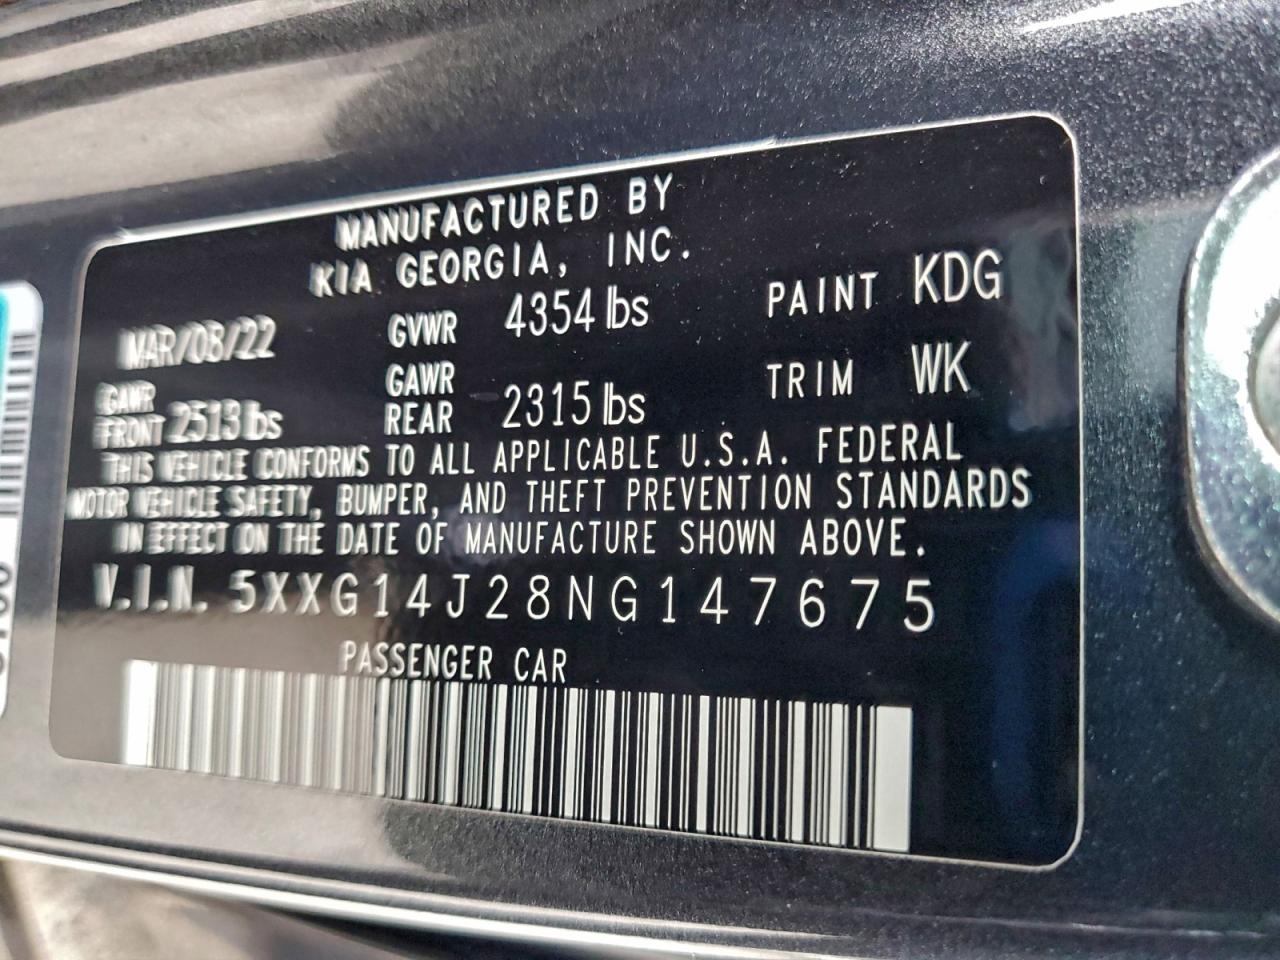 MANUFACTURED BY
KIA GEORGIA, INC.
MAR/08/22 GVWR 4354 lbs PAINT KDG
GAWR FRONT 2513 lbs GAWR REAR 2315 lbs TRIM WK
THIS VEHICLE CONFORMS TO ALL APPLICABLE U.S.A. FEDERAL
MOTOR VEHICLE SAFETY, BUMPER, AND THEFT PREVENTION STANDARDS
IN EFFECT ON THE DATE OF MANUFACTURE SHOWN ABOVE.
V.I.N. 5XXG14J28NG147675
PASSENGER CAR